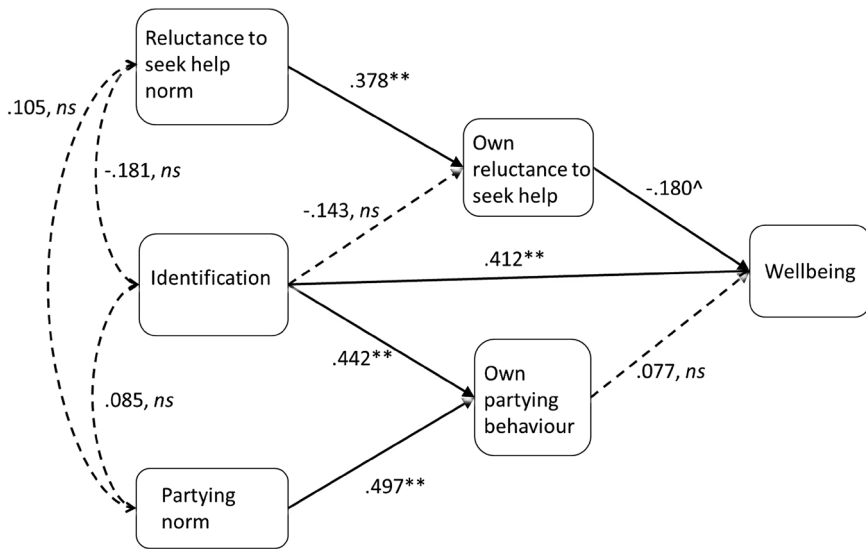 Reluctance to
seek help
norm
.105, ns
.378**
-.181, ns
Own
reluctance to
seek help
-.143, ns
-.180^
Identification
.412**
Wellbeing
.442**
.085, ns
Own
partying
behaviour
.077, ns
Partying
norm
.497**